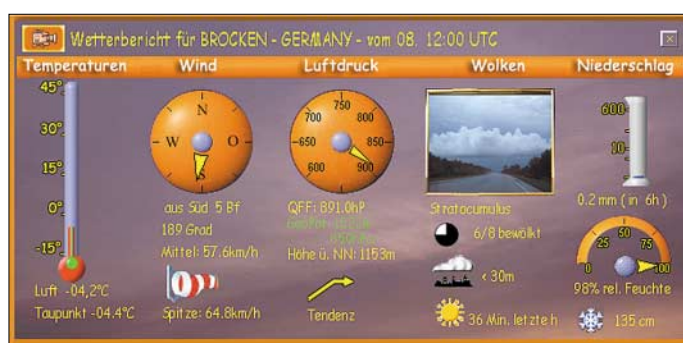 Wetterbericht für BROCKEN - GERMANY - vom 08. 12:00 UTC
Temperaturen Wind Luftdruck Wolken Niederschlag
45°
30°
15°
0°
-15°
Luft -04,2°C
Taupunkt -04.4°C
N
W O
S
aus Süd 5 Bf
189 Grad
Mittel: 57.6km/h
Spitze: 64.8km/h
750
700 800
650 850
600 900
QFF: 891.0hP
Höhe ü. NN: 1153m
Tendenz
Stratocumulus
6/8 bewölkt
< 30m
36 Min. letzte h
600
10
0.2 mm ( in 6h )
50
25 75
0 100
98% rel. Feuchte
135 cm